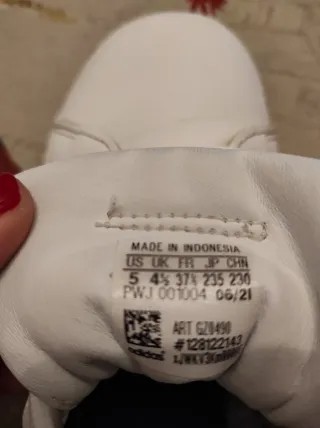 MADE IN INDONESIA
US UK FR JP CHN
5 4½ 37⅓ 235 230
PWJ 001004 06/21
ART GZ8490
#128122143
adidas